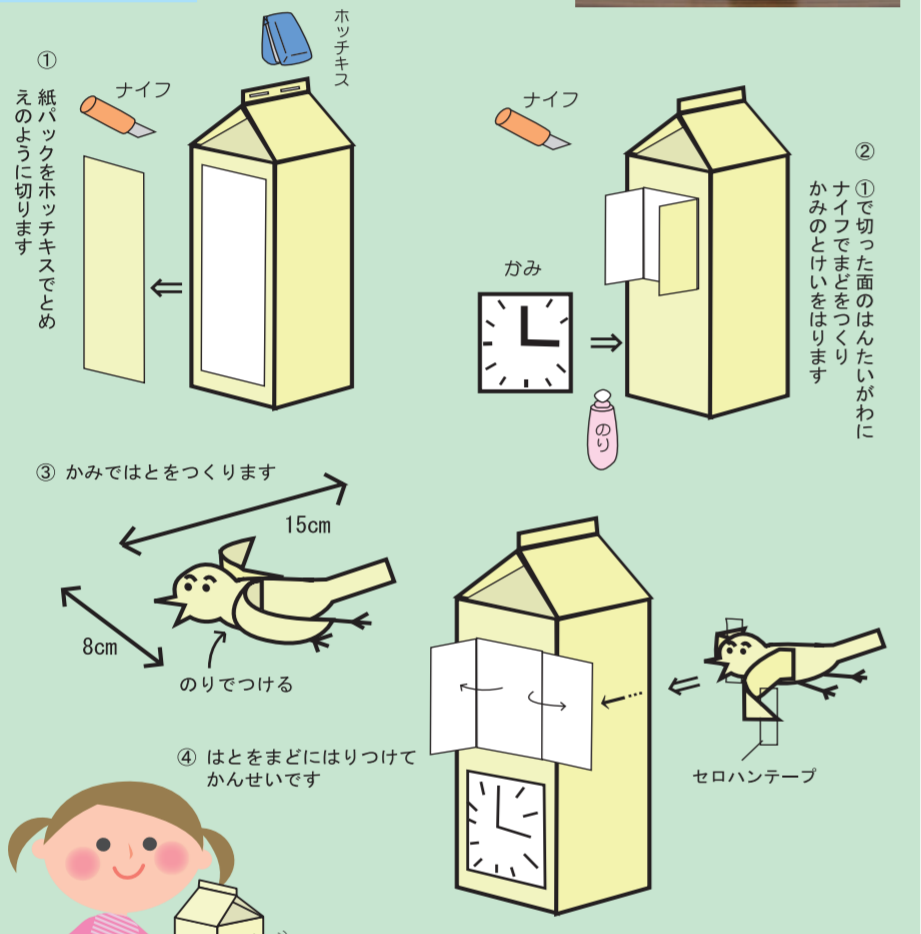 ホッチキス
ナイフ
① 紙パックをホッチキスでとめ
えのように切ります
ナイフ
② ①で切った面のはんたいがわに
ナイフでまどをつくり
かみのとけいをはります
かみ
のり
③ かみではとをつくります
15cm
8cm
のりでつける
④ はとをまどにはりつけて
かんせいです
セロハンテープ